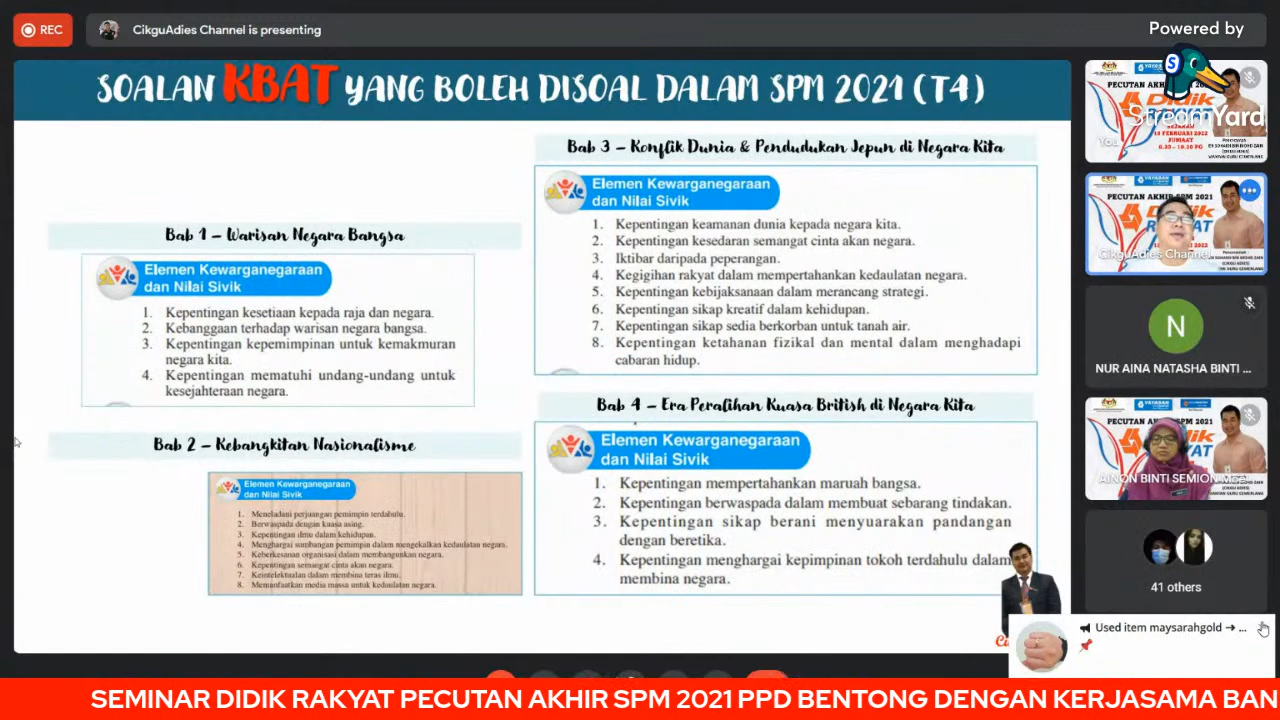 REC
CikguAdies Channel is presenting
Powered by
StreamYard
SOALAN KBAT YANG BOLEH DISOAL DALAM SPM 2021 (T4)
Bab 1 – Warisan Negara Bangsa
Elemen Kewarganegaraan
dan Nilai Sivik
1. Kepentingan kesetiaan kepada raja dan negara.
2. Kebanggaan terhadap warisan negara bangsa.
3. Kepentingan kepemimpinan untuk kemakmuran
negara kita.
4. Kepentingan mematuhi undang-undang untuk
kesejahteraan negara.
Bab 2 – Kebangkitan Nasionalisme
Elemen Kewarganegaraan
dan Nilai Sivik
1. Meneladani perjuangan pemimpin terdahulu.
2. Berwaspada dengan kuasa asing.
3. Kepentingan ilmu dalam kehidupan.
4. Menghargai sumbangan pemimpin dalam mengekalkan kedaulatan negara.
5. Keberkesanan organisasi dalam membangunkan negara.
6. Kepentingan semangat cinta akan negara.
7. Keintelektualan dalam membina teras ilmu.
8. Memanfaatkan media massa untuk kedaulatan negara.
Bab 3 – Konflik Dunia & Pendudukan Jepun di Negara Kita
Elemen Kewarganegaraan
dan Nilai Sivik
1. Kepentingan keamanan dunia kepada negara kita.
2. Kepentingan kesedaran semangat cinta akan negara.
3. Iktibar daripada peperangan.
4. Kegigihan rakyat dalam mempertahankan kedaulatan negara.
5. Kepentingan kebijaksanaan dalam merancang strategi.
6. Kepentingan sikap kreatif dalam kehidupan.
7. Kepentingan sikap sedia berkorban untuk tanah air.
8. Kepentingan ketahanan fizikal dan mental dalam menghadapi
cabaran hidup.
Bab 4 – Era Peralihan Kuasa British di Negara Kita
Elemen Kewarganegaraan
dan Nilai Sivik
1. Kepentingan mempertahankan maruah bangsa.
2. Kepentingan berwaspada dalam membuat sebarang tindakan.
3. Kepentingan sikap berani menyuarakan pandangan
dengan beretika.
4. Kepentingan menghargai kepimpinan tokoh terdahulu dalam
membina negara.
You
CikguAdies Channel
N
NUR AINA NATASHA BINTI ...
AINON BINTI SEMION
41 others
Used item maysarahgold → ...
SEMINAR DIDIK RAKYAT PECUTAN AKHIR SPM 2021 PPD BENTONG DENGAN KERJASAMA BAN